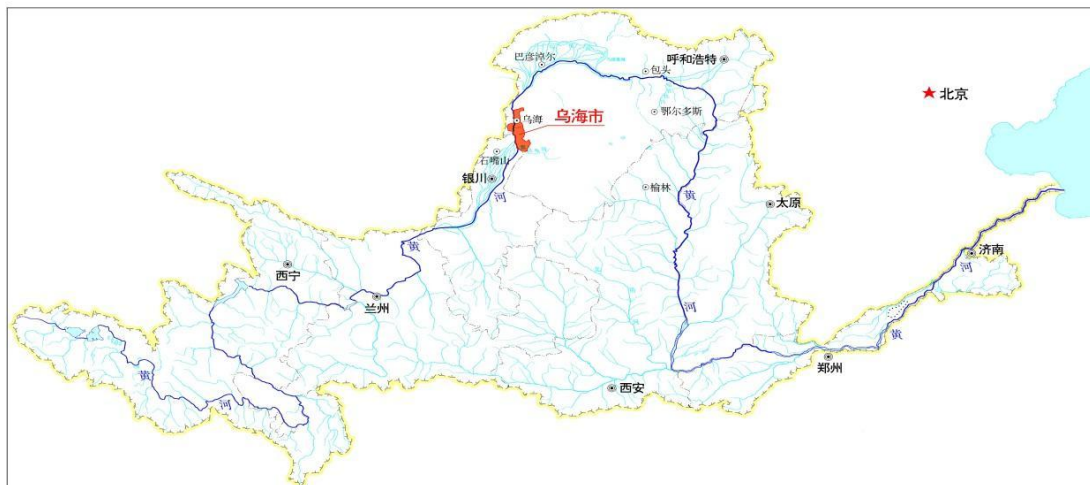 巴彦淖尔
呼和浩特
包头
北京
乌海
乌海市
鄂尔多斯
石嘴山
银川
榆林
黄
太原
河
黄
济南
西宁
河
兰州
河
黄
郑州
黄
西安
河